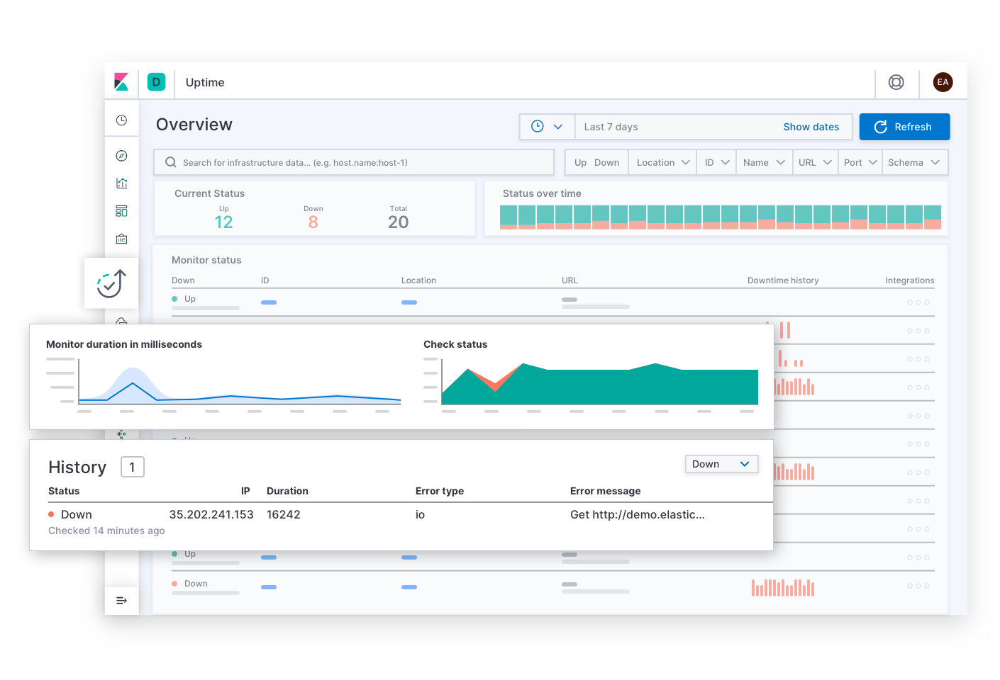 D
Uptime
EA
Overview
Last 7 days
Show dates
Refresh
Search for infrastructure data... (e.g. host.name:host-1)
Up Down Location ID Name URL Port Schema
Current Status
Up Down Total
12 8 20
Status over time
Monitor status
Down ID Location URL Downtime history Integrations
Up
Monitor duration in milliseconds
Check status
History 1
Down
Status IP Duration Error type Error message
Down 35.202.241.153 16242 io Get http://demo.elastic...
Checked 14 minutes ago
Up
Down